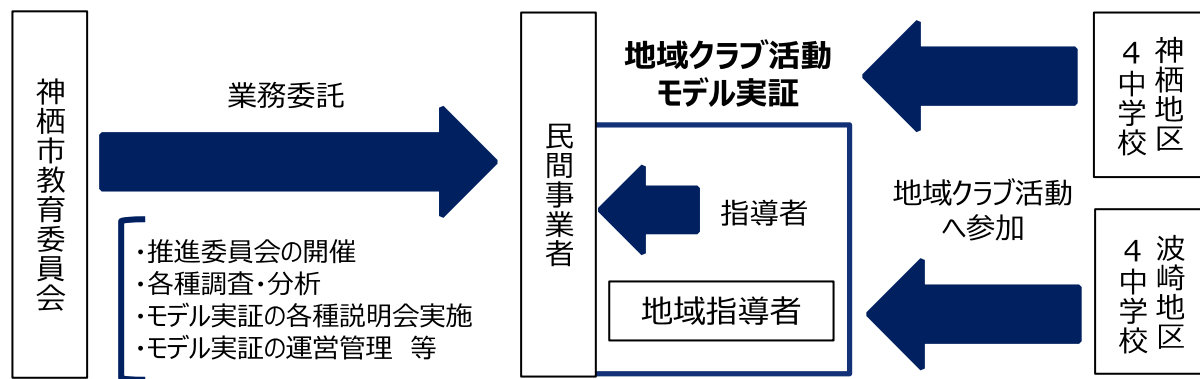 神栖市教育委員会
業務委託
・推進委員会の開催
・各種調査・分析
・モデル実証の各種説明会実施
・モデル実証の運営管理　等
民間事業者
地域クラブ活動
モデル実証
指導者
地域指導者
地域クラブ活動
へ参加
神栖地区
４中学校
波崎地区
４中学校